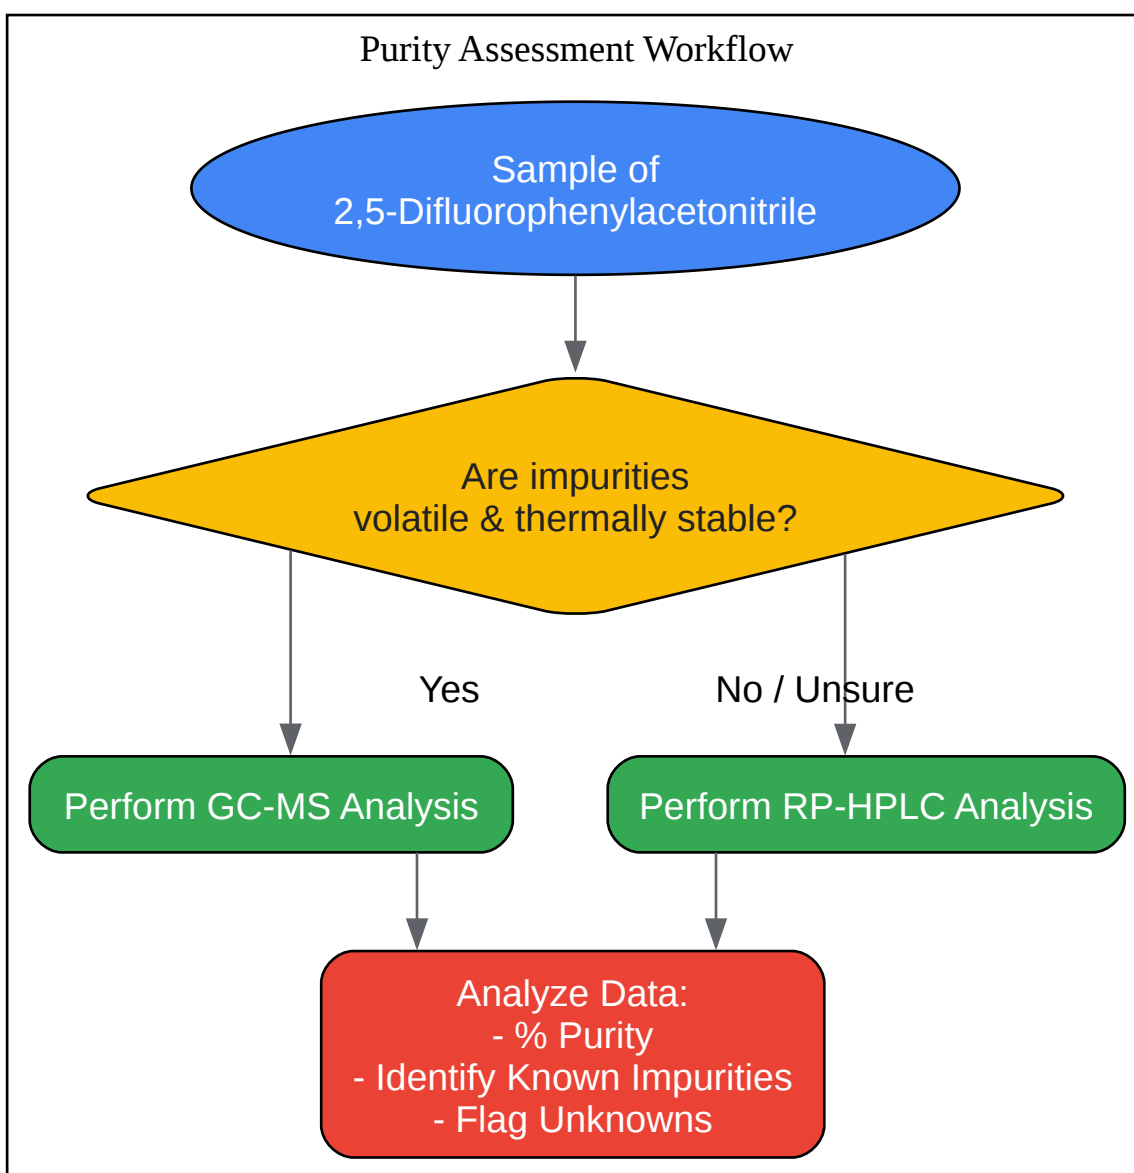 Purity Assessment Workflow
Sample of
2,5-Difluorophenylacetonitrile
Are impurities
volatile & thermally stable?
Yes
No / Unsure
Perform GC-MS Analysis
Perform RP-HPLC Analysis
Analyze Data:
- % Purity
- Identify Known Impurities
- Flag Unknowns